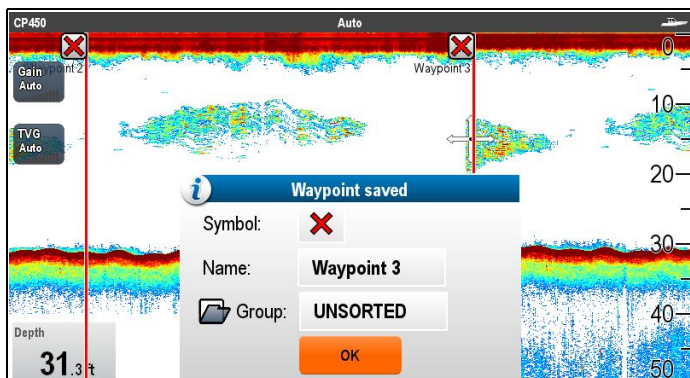 CP450 Auto
0
Waypoint 2 Waypoint 3
Gain
Auto
10
TVG
Auto
20
Waypoint saved
Symbol:
Name: Waypoint 3
30
Group: UNSORTED
40
Depth
31.3 ft
OK
50